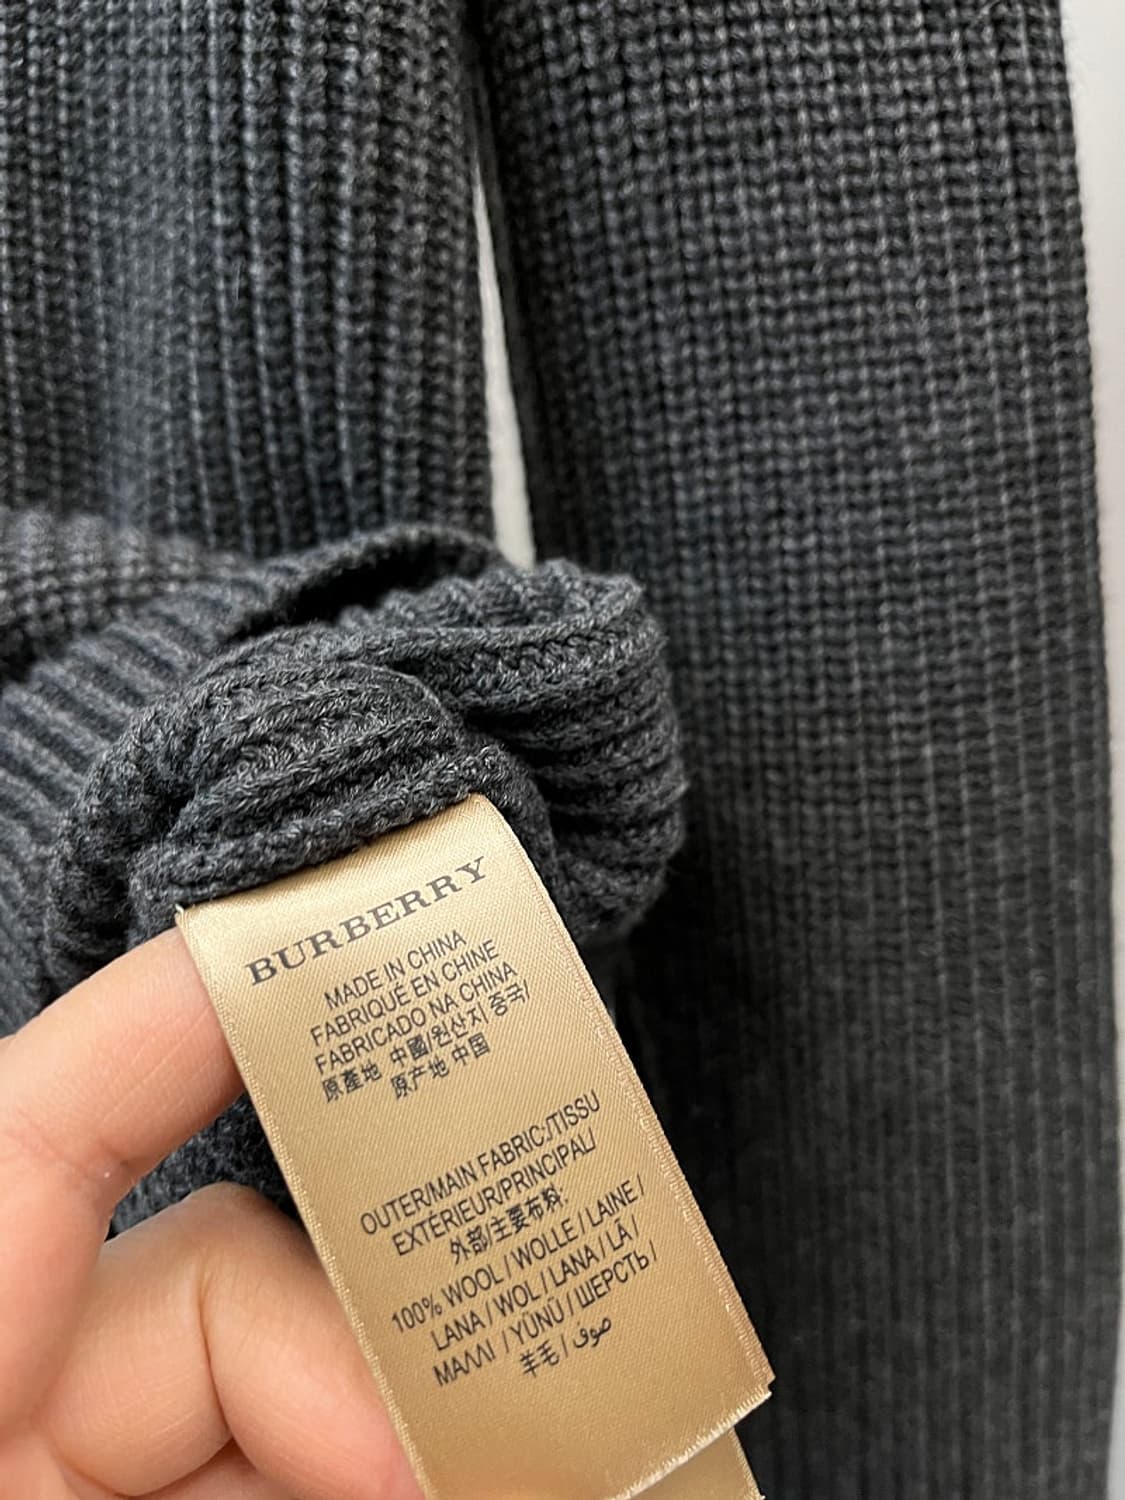 BURBERRY
MADE IN CHINA
FABRIQUÉ EN CHINE
FABRICADO NA CHINA
原產地 中國/원산지 중국/
原产地 中国
OUTER/MAIN FABRIC:/TISSU
EXTÉRIEUR/PRINCIPAL/
外部/主要布料:
100% WOOL / WOLLE / LAINE /
LANA / WOL / LANA / LÃ /
ΜΑΛΛΙ / YÜNÜ / ШЕРСТЬ /
羊毛 / صوف